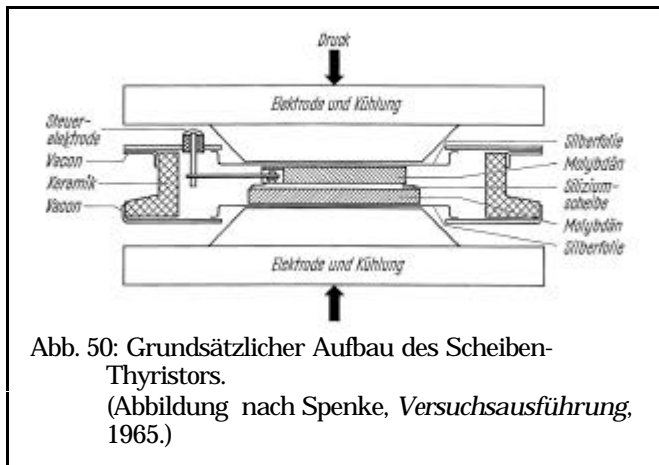 Druck
Elektrode und Kühlung
Steuer-
elektrode
Vacon
Keramik
Vacon
Silberfolie
Molybdän
Silizium-
scheibe
Molybdän
Silberfolie
Elektrode und Kühlung
Abb. 50: Grundsätzlicher Aufbau des Scheiben-
Thyristors.
(Abbildung nach Spenke, Versuchsausführung,
1965.)